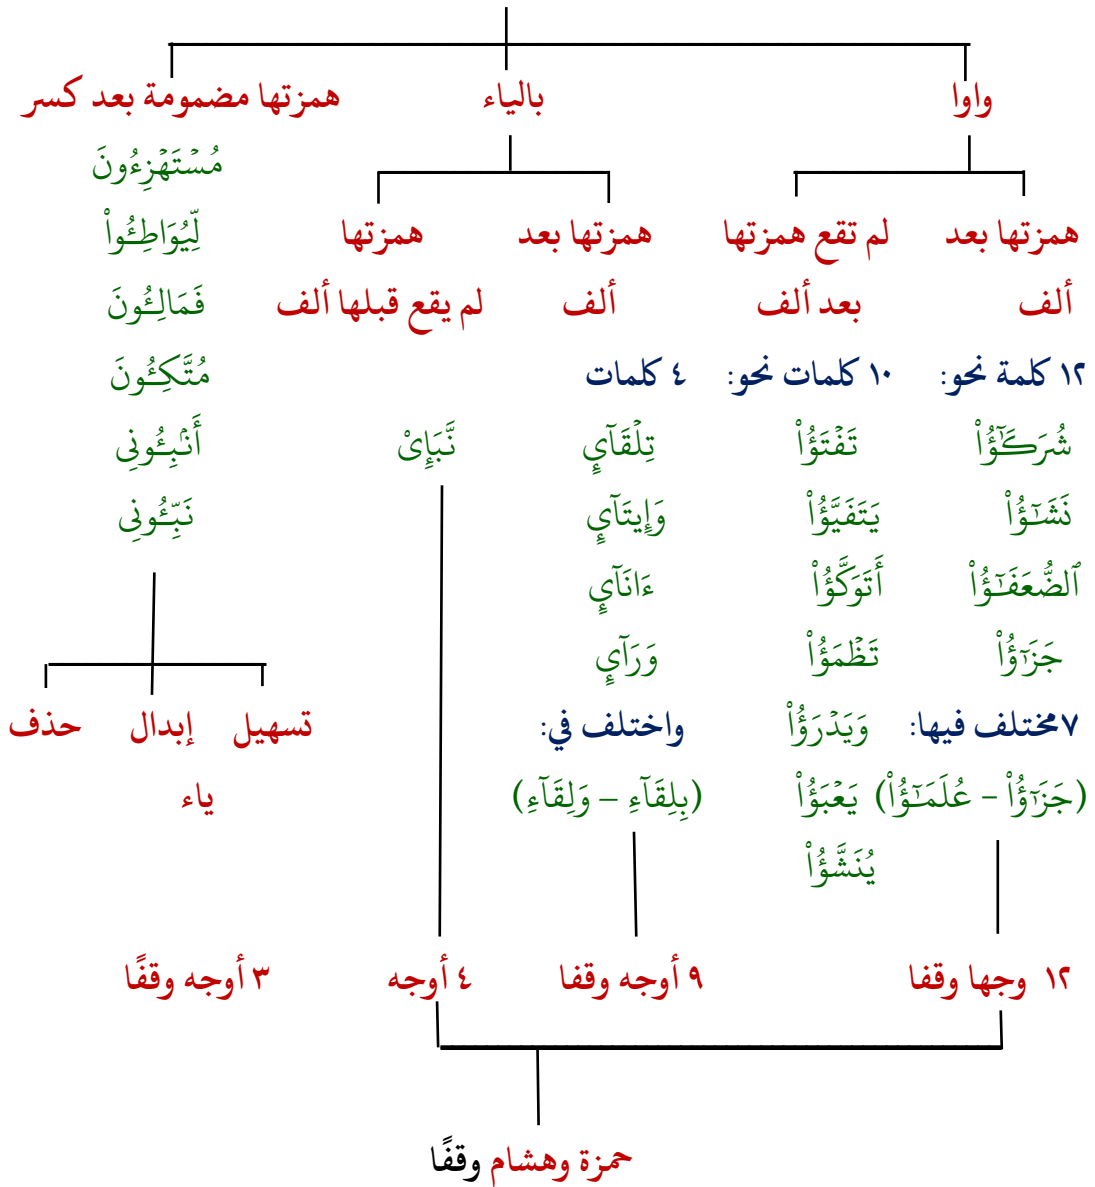 واوا
بالياء
همزتها مضمومة بعد كسر
همزتها بعد
ألف
لم تقع همزتها
بعد ألف
همزتها بعد
ألف
همزتها
لم يقع قبلها ألف
مُسۡتَهۡزِءُونَ
لِّيُوَاطِـُٔواْ
فَمَالِـُٔونَ
مُتَّكِـُٔونَ
أَنۢبِـُٔونِي
نَبِّـُٔونِي
١٢ كلمة نحو:
شُرَكَـٰٓؤُاْ
نَشَـٰٓؤُاْ
ٱلضُّعَفَـٰٓؤُاْ
جَزَـٰٓؤُاْ
٧مختلف فيها:
(جَزَـٰٓؤُاْ - عُلَمَـٰٓؤُاْ)
١٠ كلمات نحو:
تَفۡتَؤُاْ
يَتَفَيَّؤُاْ
أَتَوَكَّؤُاْ
تَظۡمَؤُاْ
وَيَدۡرَؤُاْ
يَعۡبَؤُاْ
يُنَشَّؤُاْ
٤ كلمات
تِلۡقَآيِٕ
وَإِيتَآيِٕ
ءَانَآيِٕ
وَرَآيِٕ
واختلف في:
(بِلِقَآءِ – وَلِقَآءِ)
نَّبَإِيْ
تسهيل
إبدال
ياء
حذف
١٢ وجها وقفا
٩ أوجه وقفا
٤ أوجه
٣ أوجه وقفًا
حمزة وهشام وقفًا